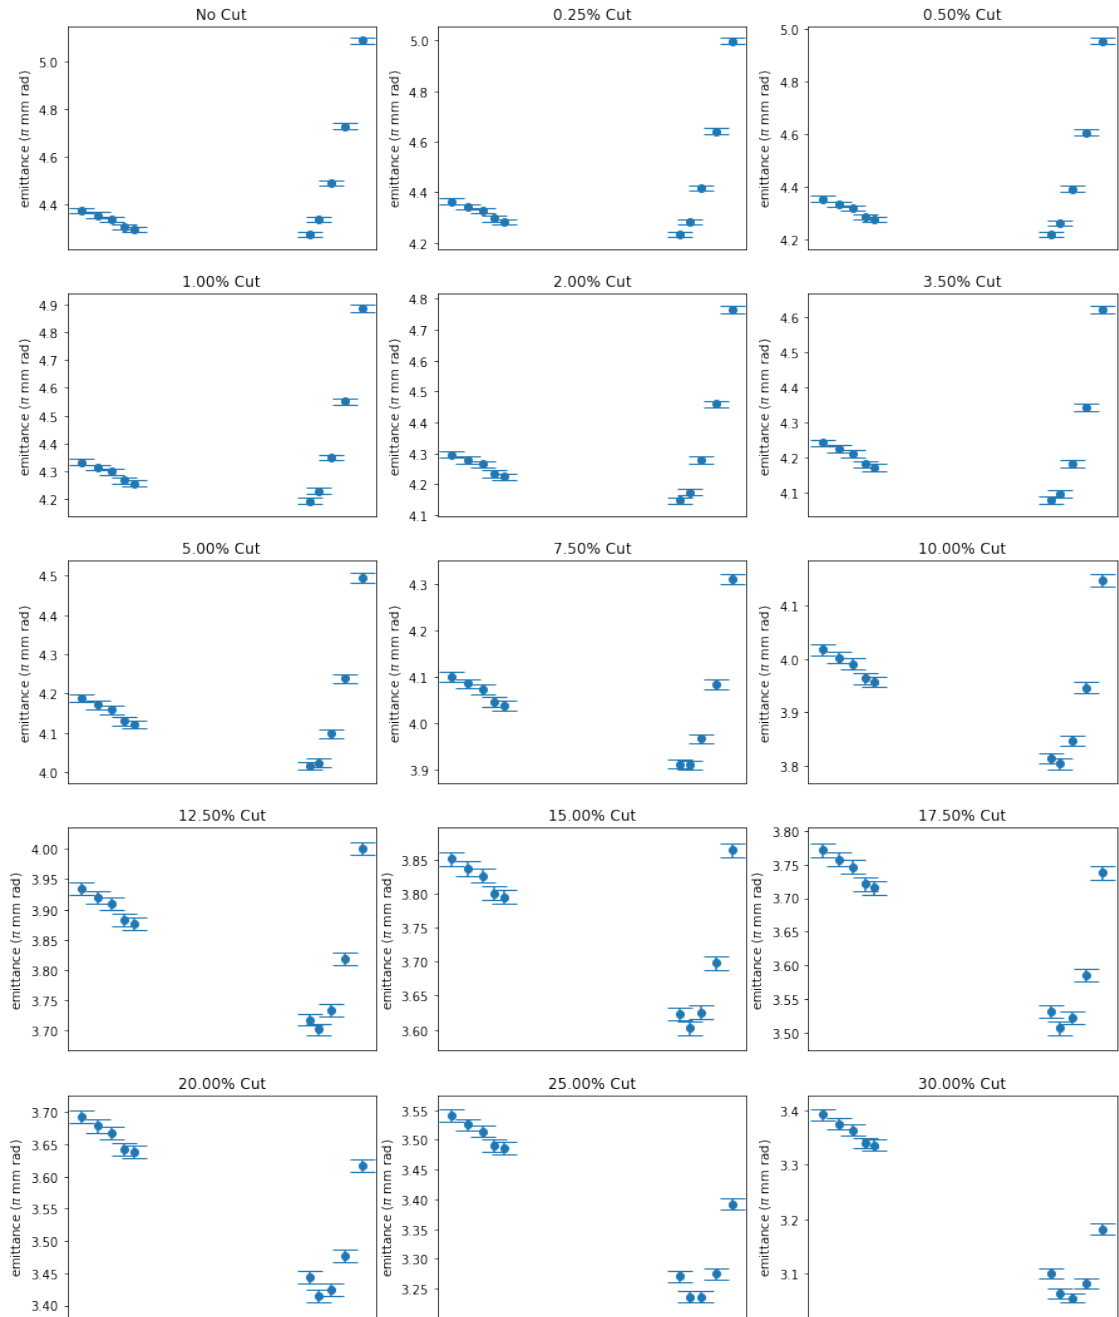 No Cut
0.25% Cut
0.50% Cut
emittance (π mm rad)
5.0
4.8
4.6
4.4
emittance (π mm rad)
5.0
4.8
4.6
4.4
4.2
emittance (π mm rad)
5.0
4.8
4.6
4.4
4.2
1.00% Cut
2.00% Cut
3.50% Cut
emittance (π mm rad)
4.9
4.8
4.7
4.6
4.5
4.4
4.3
4.2
emittance (π mm rad)
4.8
4.7
4.6
4.5
4.4
4.3
4.2
4.1
emittance (π mm rad)
4.6
4.5
4.4
4.3
4.2
4.1
5.00% Cut
7.50% Cut
10.00% Cut
emittance (π mm rad)
4.5
4.4
4.3
4.2
4.1
4.0
emittance (π mm rad)
4.3
4.2
4.1
4.0
3.9
emittance (π mm rad)
4.1
4.0
3.9
3.8
12.50% Cut
15.00% Cut
17.50% Cut
emittance (π mm rad)
4.00
3.95
3.90
3.85
3.80
3.75
3.70
emittance (π mm rad)
3.85
3.80
3.75
3.70
3.65
3.60
emittance (π mm rad)
3.80
3.75
3.70
3.65
3.60
3.55
3.50
20.00% Cut
25.00% Cut
30.00% Cut
emittance (π mm rad)
3.70
3.65
3.60
3.55
3.50
3.45
3.40
emittance (π mm rad)
3.55
3.50
3.45
3.40
3.35
3.30
3.25
emittance (π mm rad)
3.4
3.3
3.2
3.1